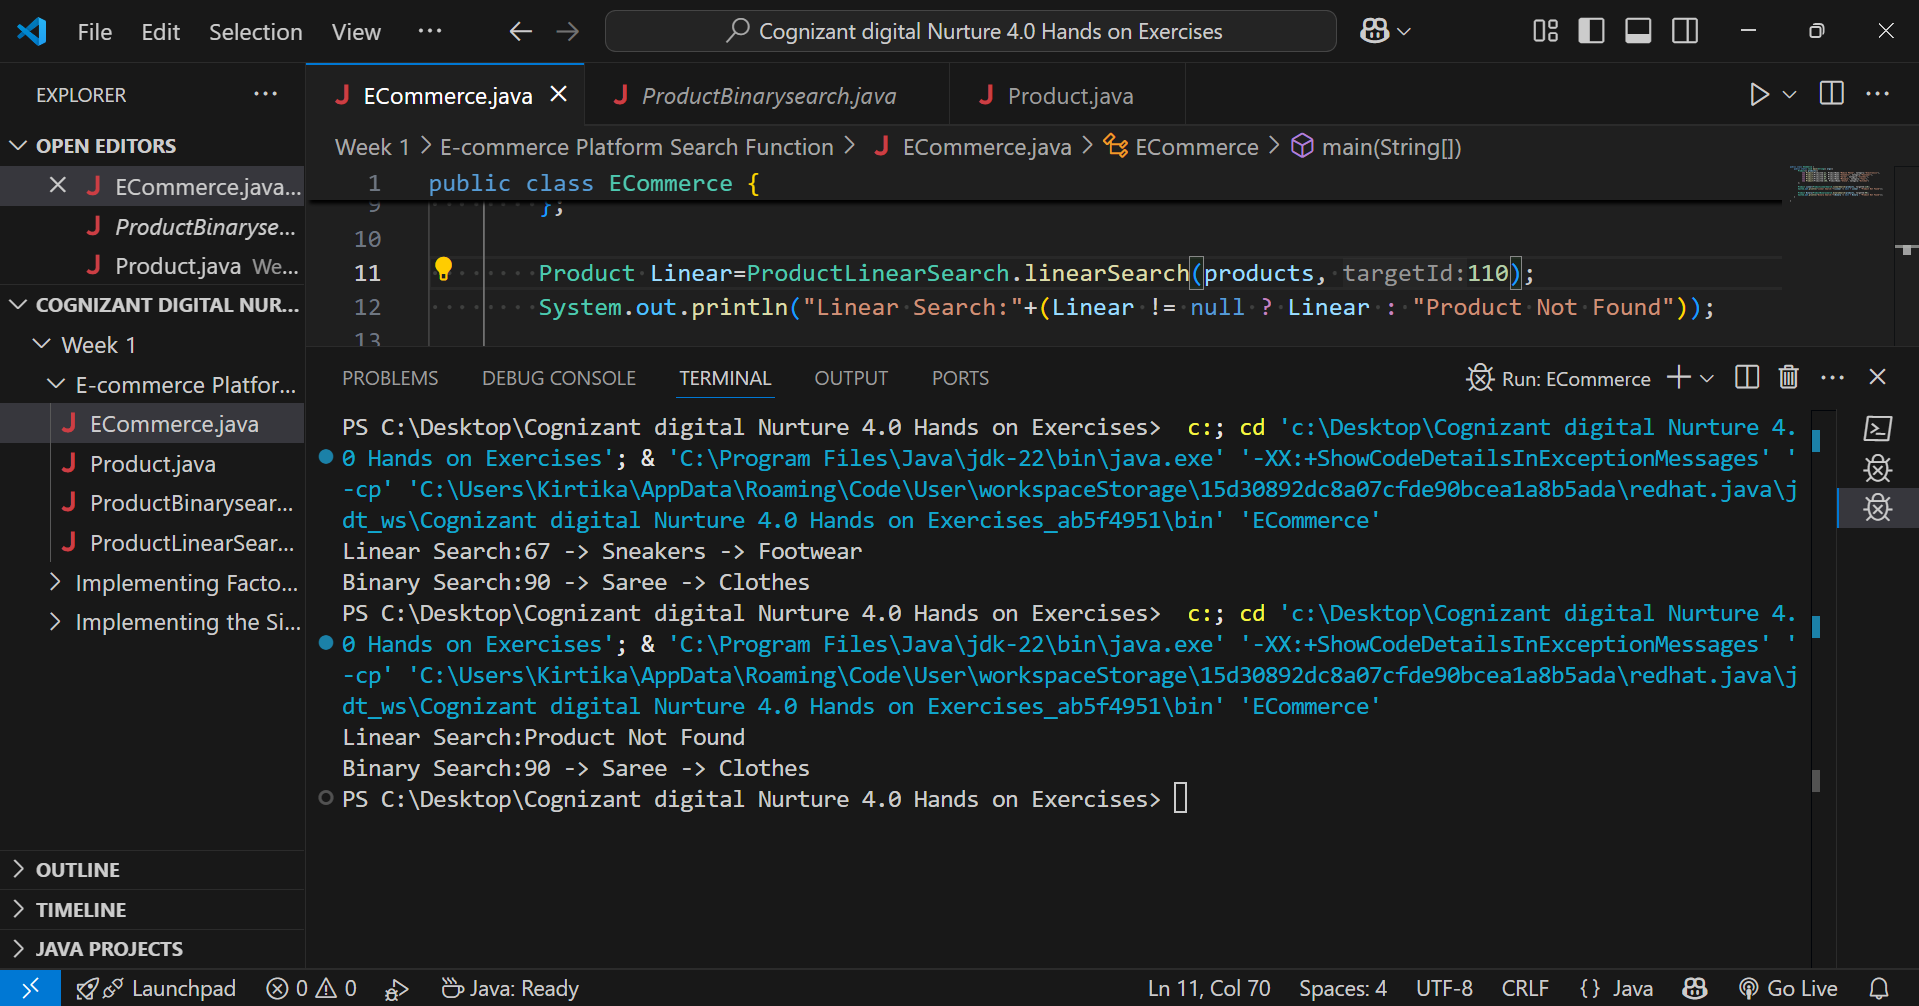 File Edit Selection View ··· Cognizant digital Nurture 4.0 Hands on Exercises
EXPLORER ···
OPEN EDITORS
ECommerce.java...
ProductBinaryse...
Product.java We...
COGNIZANT DIGITAL NUR...
Week 1
E-commerce Platfor...
ECommerce.java
Product.java
ProductBinarysear...
ProductLinearSear...
Implementing Facto...
Implementing the Si...
OUTLINE
TIMELINE
JAVA PROJECTS
ECommerce.java ProductBinarysearch.java Product.java
Week 1 > E-commerce Platform Search Function > ECommerce.java > ECommerce > main(String[])
1 public class ECommerce {
9 };
10
11 Product Linear=ProductLinearSearch.linearSearch(products, targetId:110);
12 System.out.println("Linear Search:"+(Linear != null ? Linear : "Product Not Found"));
13
PROBLEMS DEBUG CONSOLE TERMINAL OUTPUT PORTS Run: ECommerce
PS C:\Desktop\Cognizant digital Nurture 4.0 Hands on Exercises> c:; cd 'c:\Desktop\Cognizant digital Nurture 4.
0 Hands on Exercises'; & 'C:\Program Files\Java\jdk-22\bin\java.exe' '-XX:+ShowCodeDetailsInExceptionMessages' '
-cp' 'C:\Users\Kirtika\AppData\Roaming\Code\User\workspaceStorage\15d30892dc8a07cfde90bcea1a8b5ada\redhat.java\j
dt_ws\Cognizant digital Nurture 4.0 Hands on Exercises_ab5f4951\bin' 'ECommerce'
Linear Search:67 -> Sneakers -> Footwear
Binary Search:90 -> Saree -> Clothes
PS C:\Desktop\Cognizant digital Nurture 4.0 Hands on Exercises> c:; cd 'c:\Desktop\Cognizant digital Nurture 4.
0 Hands on Exercises'; & 'C:\Program Files\Java\jdk-22\bin\java.exe' '-XX:+ShowCodeDetailsInExceptionMessages' '
-cp' 'C:\Users\Kirtika\AppData\Roaming\Code\User\workspaceStorage\15d30892dc8a07cfde90bcea1a8b5ada\redhat.java\j
dt_ws\Cognizant digital Nurture 4.0 Hands on Exercises_ab5f4951\bin' 'ECommerce'
Linear Search:Product Not Found
Binary Search:90 -> Saree -> Clothes
PS C:\Desktop\Cognizant digital Nurture 4.0 Hands on Exercises>
Launchpad 0 0 Java: Ready Ln 11, Col 70 Spaces: 4 UTF-8 CRLF {} Java Go Live